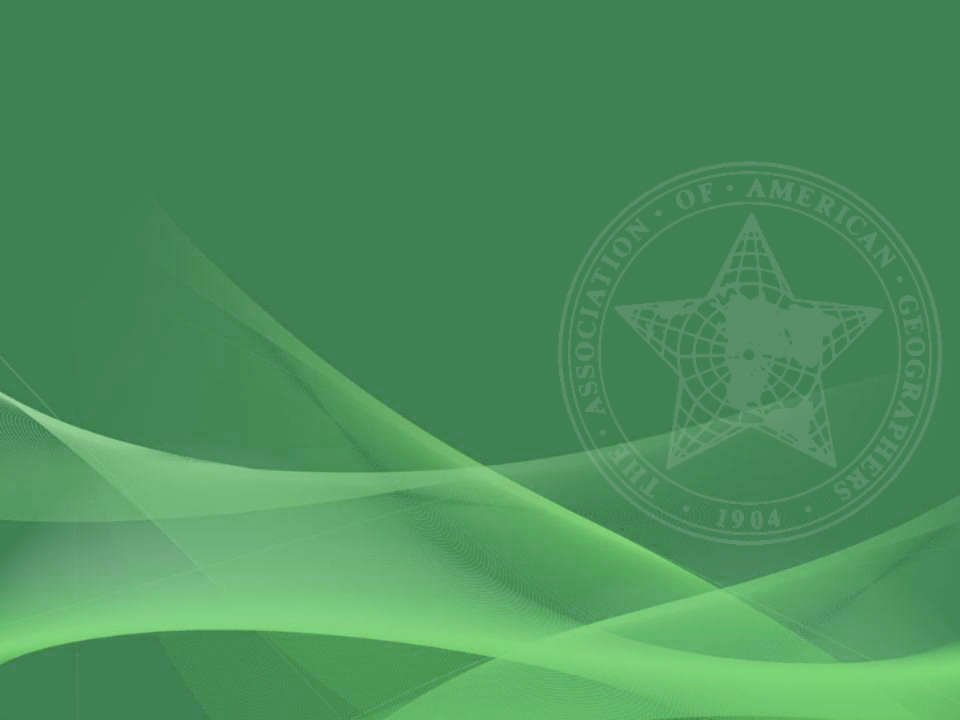 THE · ASSOCIATION · OF · AMERICAN · GEOGRAPHERS
· 1904 ·